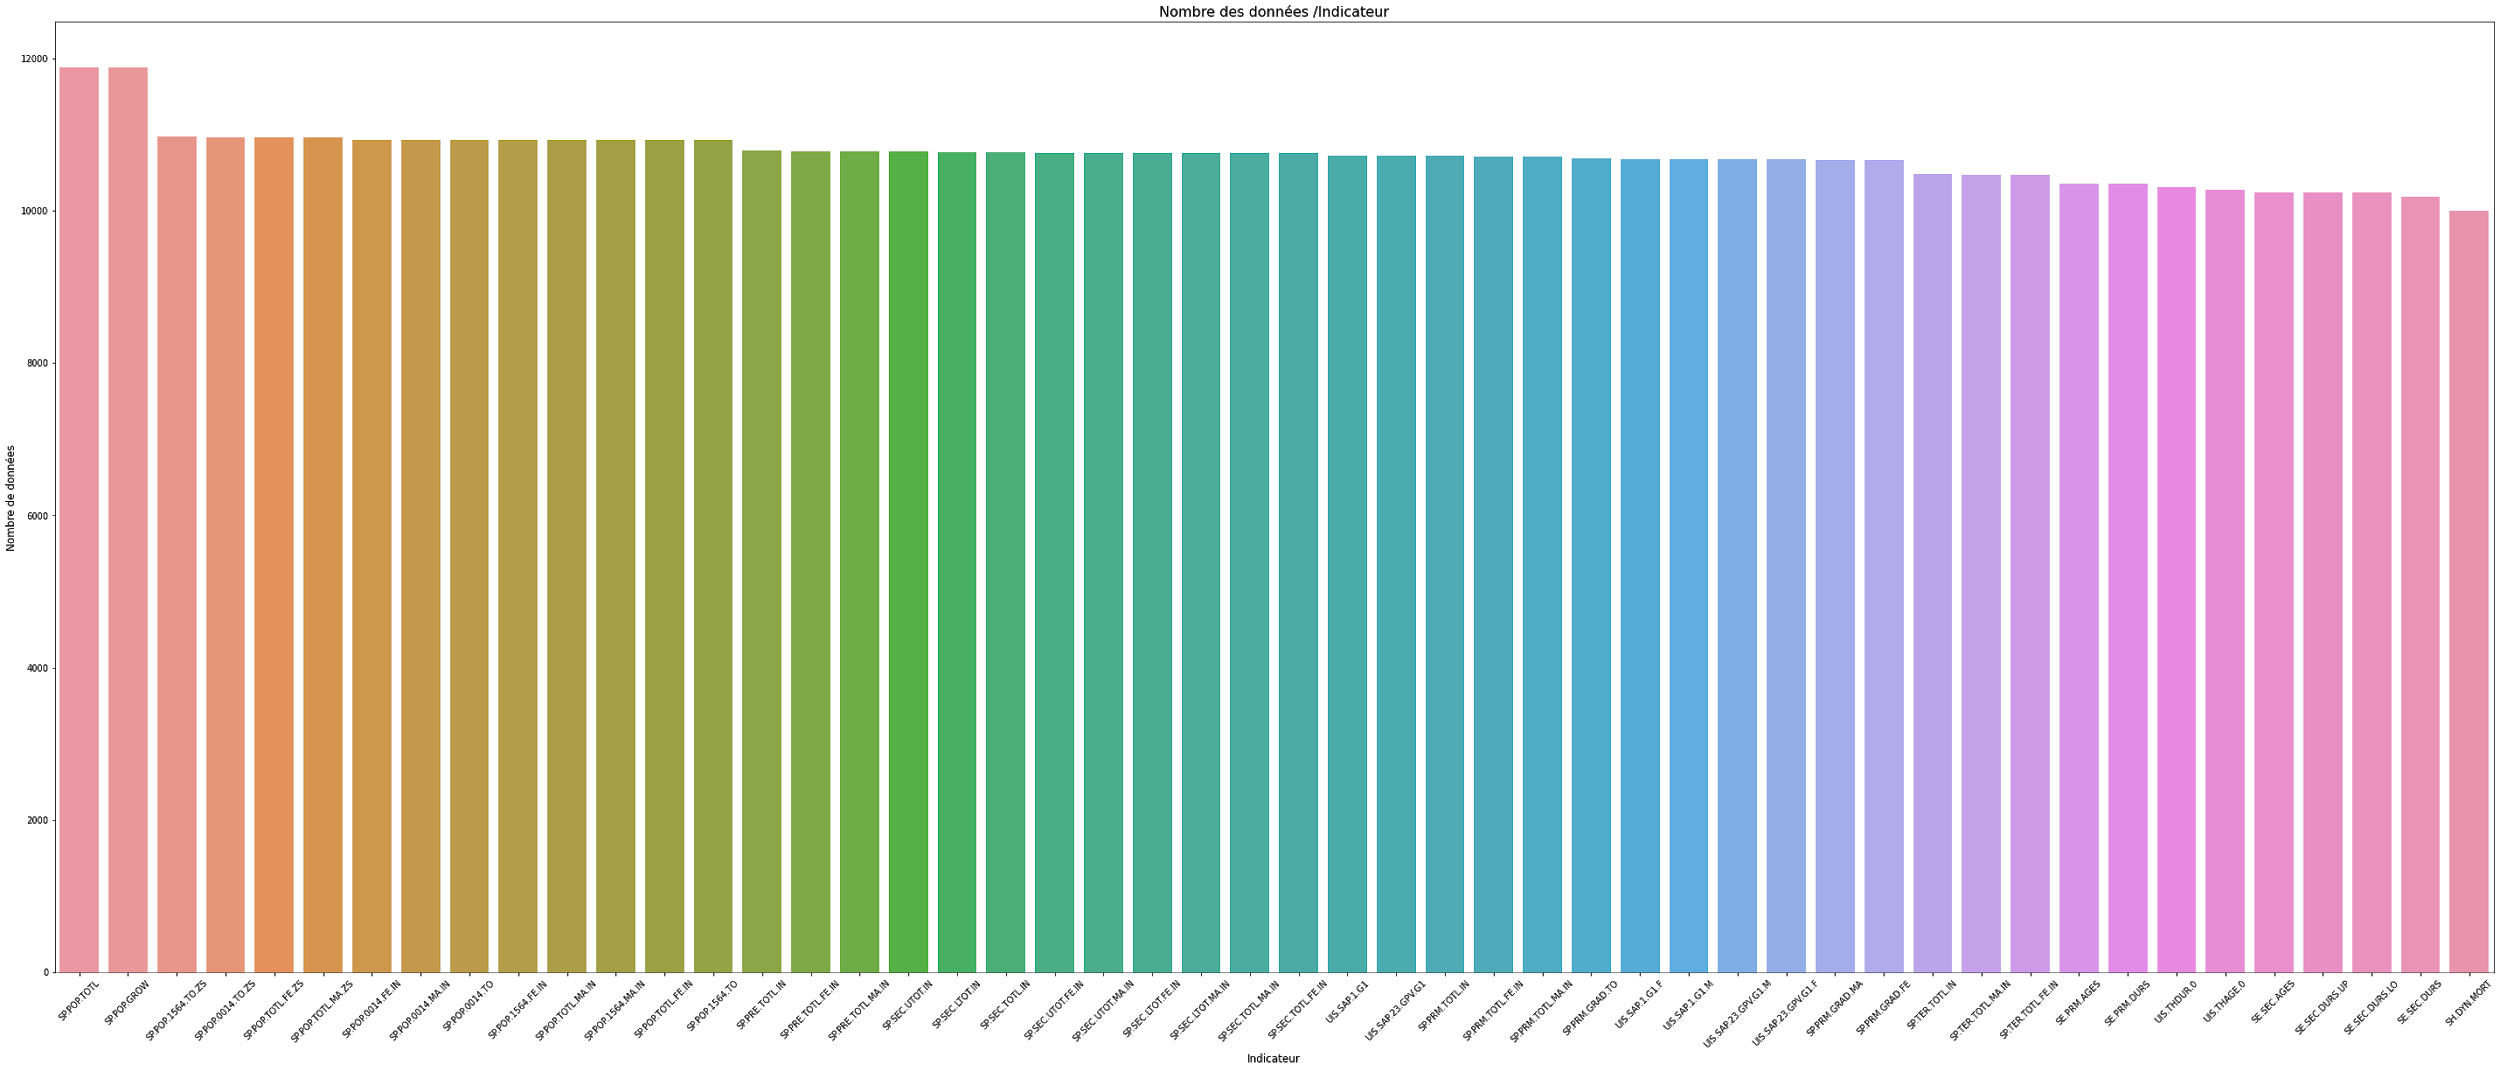 Nombre des données /Indicateur
12000
10000
8000
6000
4000
2000
0
Nombre de données
SP.POP.TOTL
SP.POP.GROW
SP.POP.1564.TO.ZS
SP.POP.0014.TO.ZS
SP.POP.TOTL.FE.ZS
SP.POP.TOTL.MA.ZS
SP.POP.0014.FE.IN
SP.POP.0014.MA.IN
SP.POP.0014.TO
SP.POP.1564.FE.IN
SP.POP.TOTL.MA.IN
SP.POP.1564.MA.IN
SP.POP.TOTL.FE.IN
SP.POP.1564.TO
SP.PRE.TOTL.IN
SP.PRE.TOTL.FE.IN
SP.PRE.TOTL.MA.IN
SP.SEC.UTOT.IN
SP.SEC.LTOT.IN
SP.SEC.TOTL.IN
SP.SEC.UTOT.FE.IN
SP.SEC.UTOT.MA.IN
SP.SEC.LTOT.FE.IN
SP.SEC.LTOT.MA.IN
SP.SEC.TOTL.MA.IN
SP.SEC.TOTL.FE.IN
UIS.SAP.1.G1
UIS.SAP.23.GPV.G1
SP.PRM.TOTL.IN
SP.PRM.TOTL.FE.IN
SP.PRM.TOTL.MA.IN
SP.PRM.GRAD.TO
UIS.SAP.1.G1.F
UIS.SAP.1.G1.M
UIS.SAP.23.GPV.G1.M
UIS.SAP.23.GPV.G1.F
SP.PRM.GRAD.MA
SP.PRM.GRAD.FE
SP.TER.TOTL.IN
SP.TER.TOTL.MA.IN
SP.TER.TOTL.FE.IN
SE.PRM.AGES
SE.PRM.DURS
UIS.THDUR.0
UIS.THAGE.0
SE.SEC.AGES
SE.SEC.DURS.UP
SE.SEC.DURS.LO
SE.SEC.DURS
SH.DYN.MORT
Indicateur